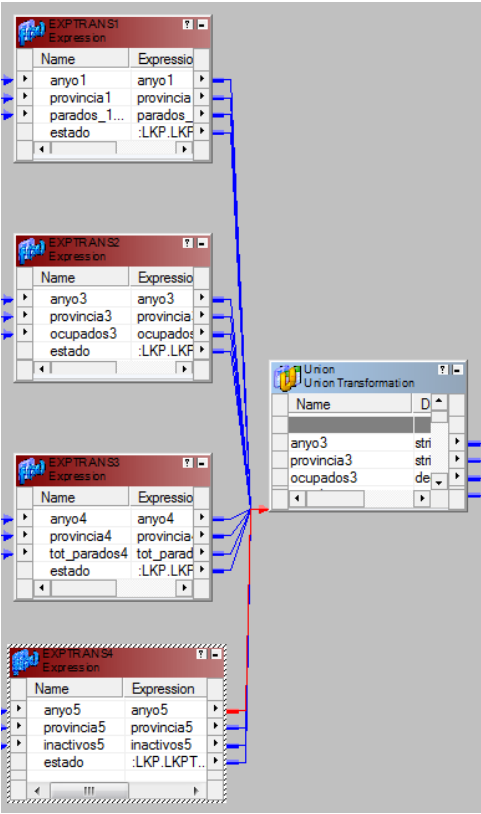 EXPTRANS1
Expression
Name Expressio
anyo1 anyo1
provincia1 provincia
parados_1... parados_
estado :LKP.LKF
EXPTRANS2
Expression
Name Expressio
anyo3 anyo3
provincia3 provincia
ocupados3 ocupados
estado :LKP.LKF
Union
Union Transformation
Name D
anyo3 stri
provincia3 stri
ocupados3 de
EXPTRANS3
Expression
Name Expressio
anyo4 anyo4
provincia4 provincia
tot_parados4 tot_parad
estado :LKP.LKF
EXPTRANS4
Expression
Name Expression
anyo5 anyo5
provincia5 provincia5
inactivos5 inactivos5
estado :LKP.LKPT...